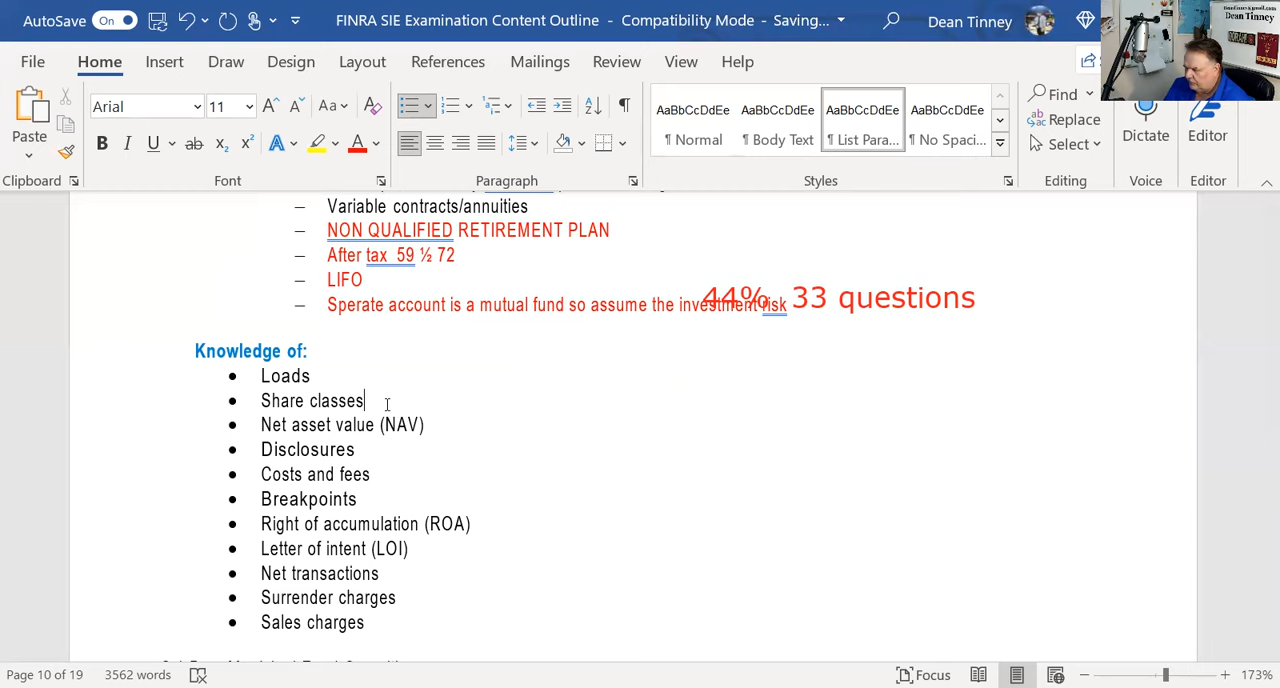 AutoSave On FINRA SIE Examination Content Outline - Compatibility Mode - Saving... Dean Tinney
Dean Tinney
File Home Insert Draw Design Layout References Mailings Review View Help
Paste Arial 11 Aa AaBbCcDdEe AaBbCcDdEe AaBbCcDdEe AaBbCcDdEe Find
¶ Normal ¶ Body Text ¶ List Para... ¶ No Spaci... Replace Dictate Editor
Select
Clipboard Font Paragraph Styles Editing Voice Editor
– Variable contracts/annuities
– NON QUALIFIED RETIREMENT PLAN
– After tax 59 ½ 72
– LIFO
– Sperate account is a mutual fund so assume the investment risk
44% 33 questions
Knowledge of:
• Loads
• Share classes
• Net asset value (NAV)
• Disclosures
• Costs and fees
• Breakpoints
• Right of accumulation (ROA)
• Letter of intent (LOI)
• Net transactions
• Surrender charges
• Sales charges
Page 10 of 19 3562 words Focus 173%